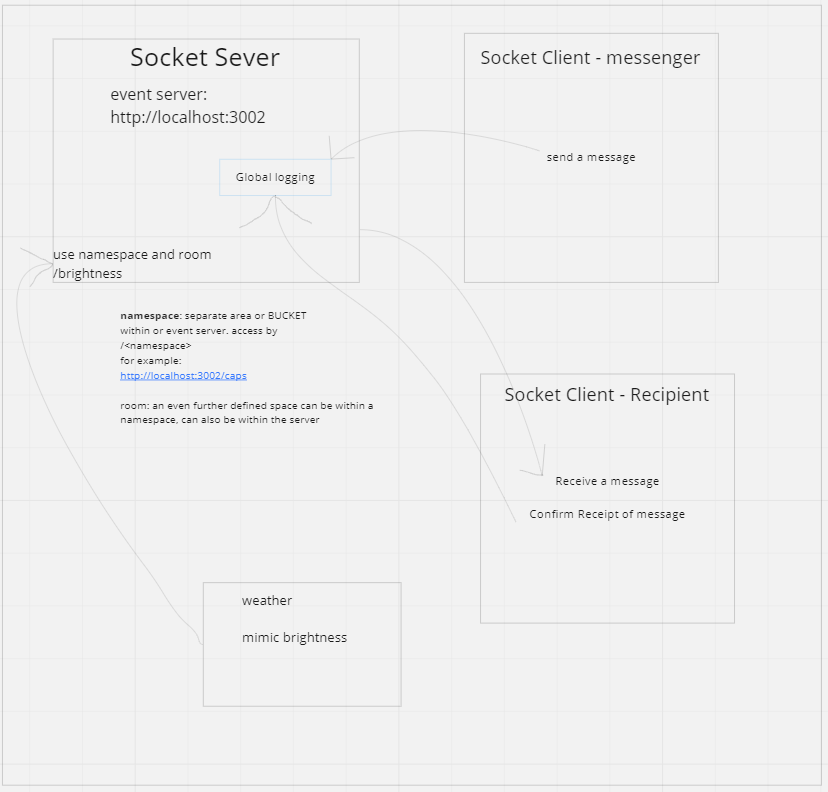 Socket Sever
event server:
http://localhost:3002
Global logging
use namespace and room
/brightness
Socket Client - messenger
send a message
namespace: separate area or BUCKET
within or event server. access by
/<namespace>
for example:
http://localhost:3002/caps
room: an even further defined space can be within a
namespace, can also be within the server
Socket Client - Recipient
Receive a message
Confirm Receipt of message
weather
mimic brightness